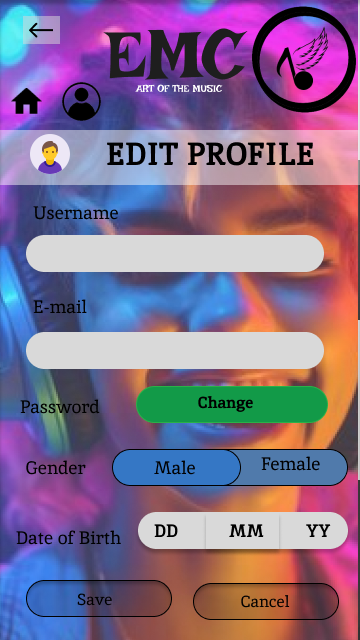 EMC
ART OF THE MUSIC
EDIT PROFILE
Username
E-mail
Password Change
Gender Male Female
Date of Birth DD MM YY
Save Cancel